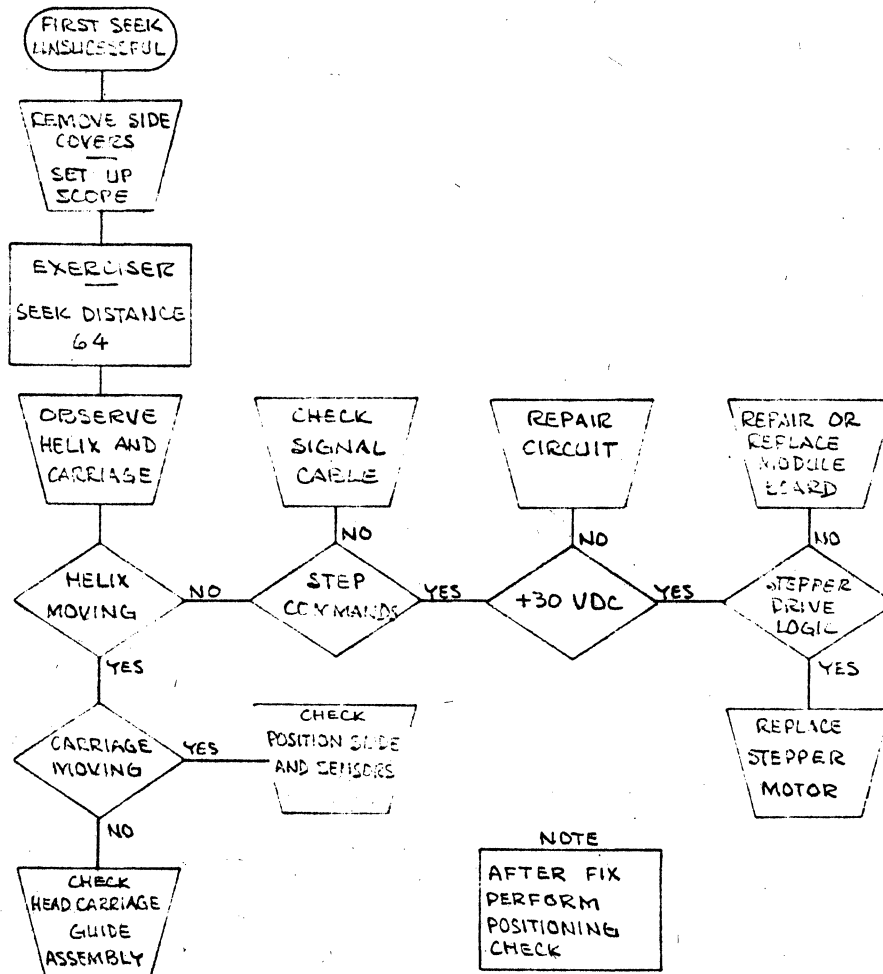 FIRST SEEK
UNSUCESSFUL
REMOVE SIDE
COVERS
SET UP
SCOPE
EXERCISER
SEEK DISTANCE
64
OBSERVE
HELIX AND
CARRIAGE
CHECK
SIGNAL
CABLE
REPAIR
CIRCUIT
REPAIR OR
REPLACE
MODULE
BOARD
HELIX
MOVING
NO
NO
STEP
COMMANDS
YES
NO
+30 VDC
YES
NO
STEPPER
DRIVE
LOGIC
YES
YES
CARRIAGE
MOVING
YES
CHECK
POSITION SLIDE
AND SENSORS
REPLACE
STEPPER
MOTOR
NO
CHECK
HEAD CARRIAGE
GUIDE
ASSEMBLY
NOTE
AFTER FIX
PERFORM
POSITIONING
CHECK